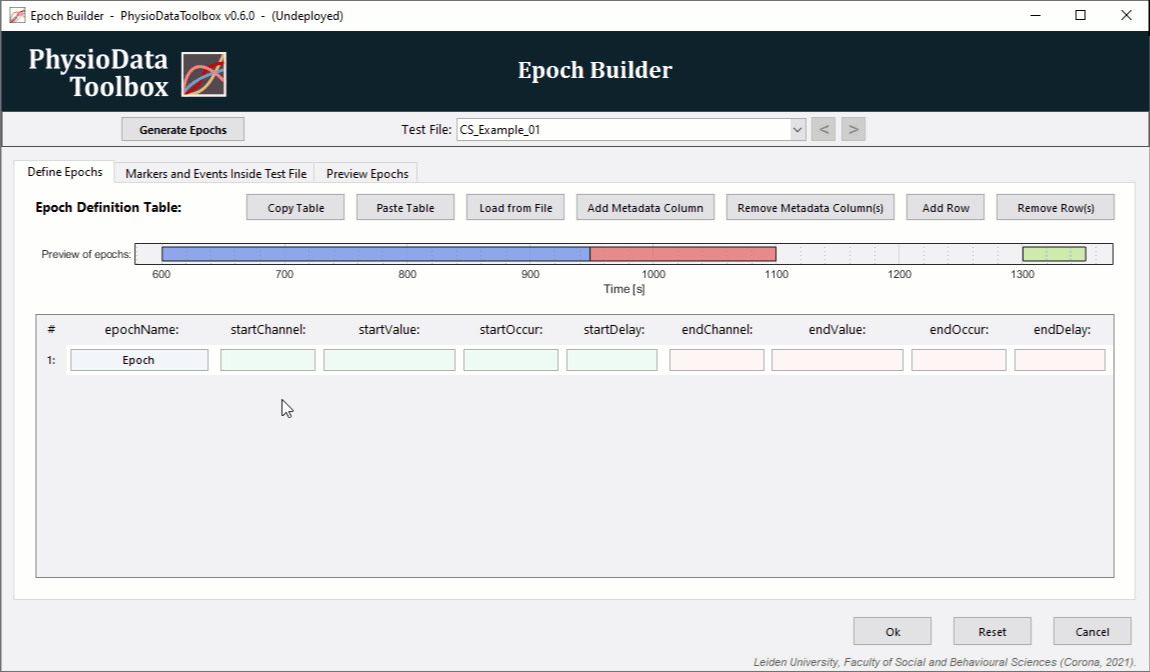 Epoch Builder - PhysioDataToolbox v0.6.0 - (Undeployed)
PhysioData
Toolbox
Epoch Builder
Generate Epochs
Test File: CS_Example_01 < >
Define Epochs Markers and Events Inside Test File Preview Epochs
Epoch Definition Table: Copy Table Paste Table Load from File Add Metadata Column Remove Metadata Column(s) Add Row Remove Row(s)
Preview of epochs:
600 700 800 900 1000 1100 1200 1300
Time [s]
# epochName: startChannel: startValue: startOccur: startDelay: endChannel: endValue: endOccur: endDelay:
1: Epoch
Ok Reset Cancel
Leiden University, Faculty of Social and Behavioural Sciences (Corona, 2021).